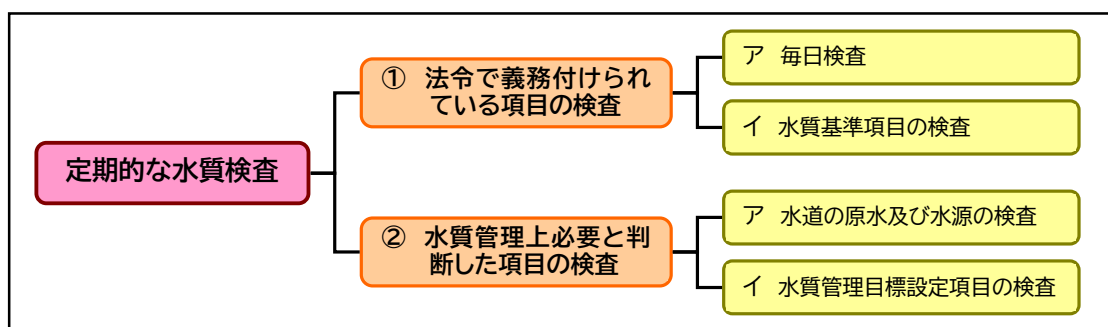 定期的な水質検査
① 法令で義務付けられ
ている項目の検査
ア 毎日検査
イ 水質基準項目の検査
② 水質管理上必要と判
断した項目の検査
ア 水道の原水及び水源の検査
イ 水質管理目標設定項目の検査